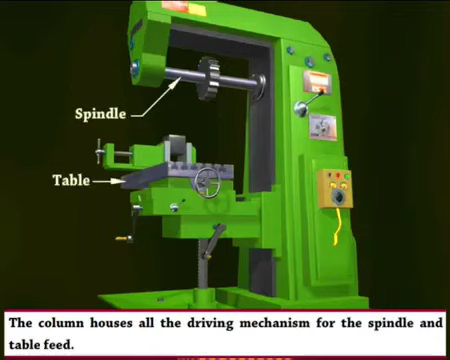 Spindle
Table
The column houses all the driving mechanism for the spindle and
table feed.